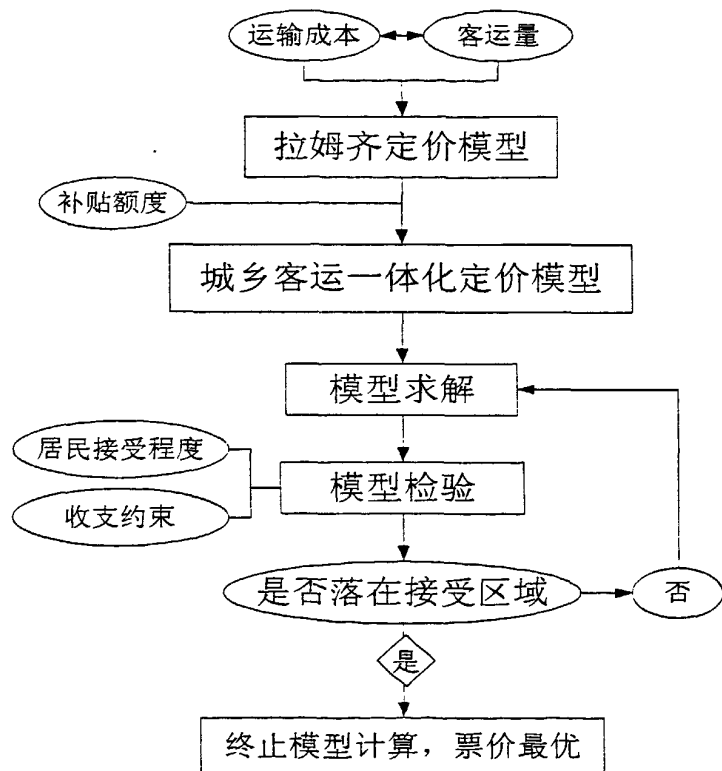 运输成本
客运量
拉姆齐定价模型
补贴额度
城乡客运一体化定价模型
模型求解
居民接受程度
模型检验
收支约束
是否落在接受区域
否
是
终止模型计算，票价最优